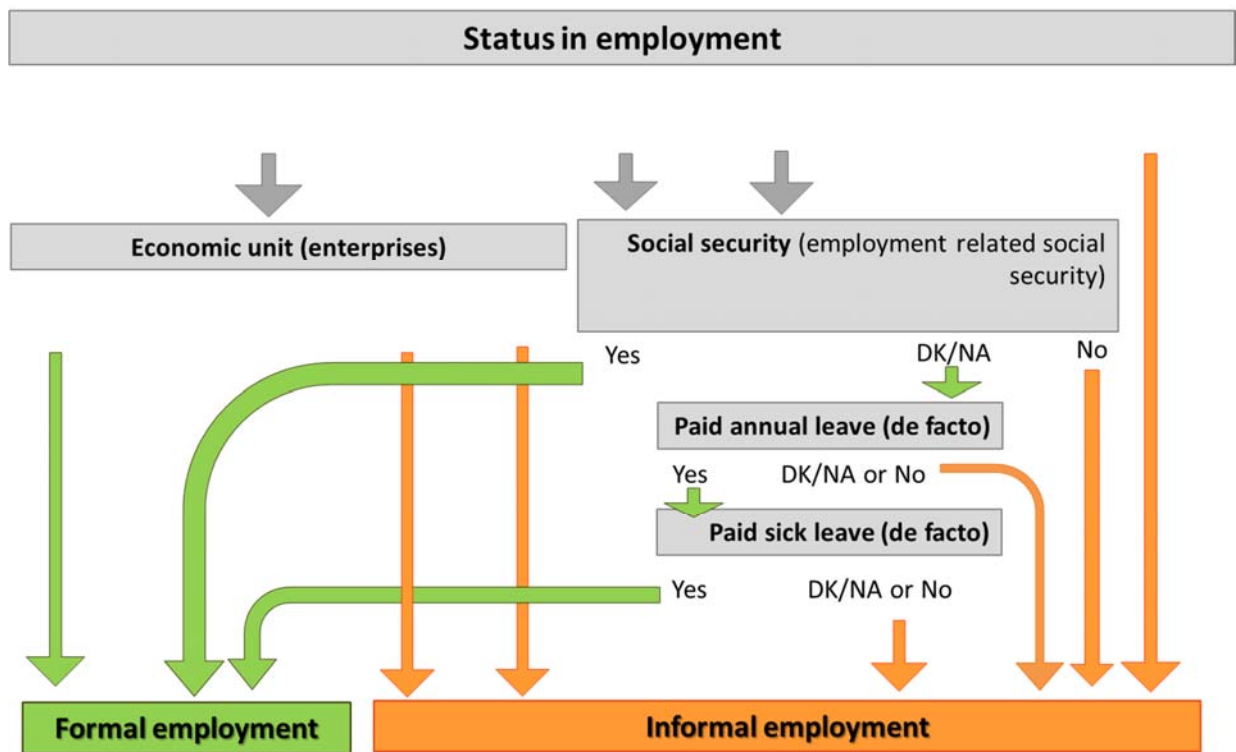 Status in employment
Economic unit (enterprises)
Social security (employment related social
security)
Yes
DK/NA
No
Paid annual leave (de facto)
Yes
DK/NA or No
Paid sick leave (de facto)
Yes
DK/NA or No
Formal employment
Informal employment